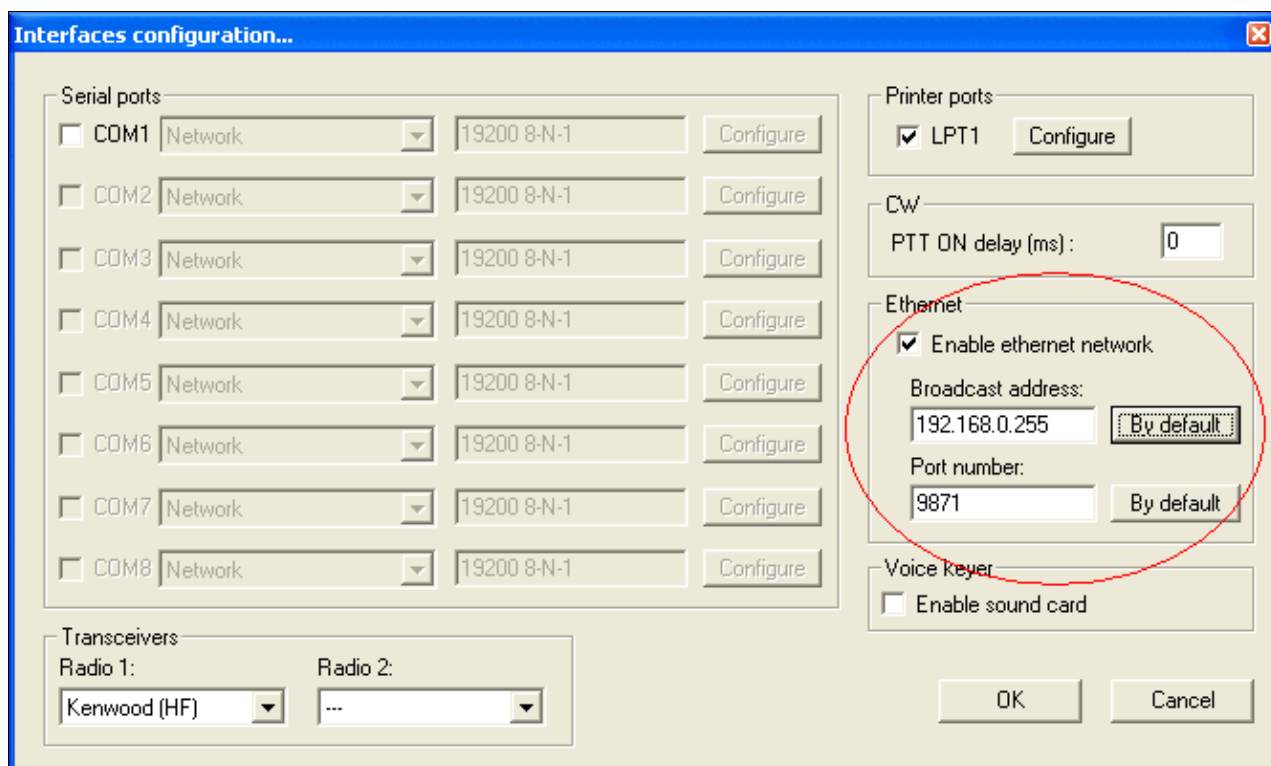 Interfaces configuration...
Serial ports
COM1 Network 19200 8-N-1 Configure
COM2 Network 19200 8-N-1 Configure
COM3 Network 19200 8-N-1 Configure
COM4 Network 19200 8-N-1 Configure
COM5 Network 19200 8-N-1 Configure
COM6 Network 19200 8-N-1 Configure
COM7 Network 19200 8-N-1 Configure
COM8 Network 19200 8-N-1 Configure
Transceivers
Radio 1: Radio 2:
Kenwood (HF) ---
Printer ports
LPT1 Configure
CW
PTT ON delay (ms) : 0
Ethernet
Enable ethernet network
Broadcast address:
192.168.0.255 By default
Port number:
9871 By default
Voice keyer
Enable sound card
OK Cancel